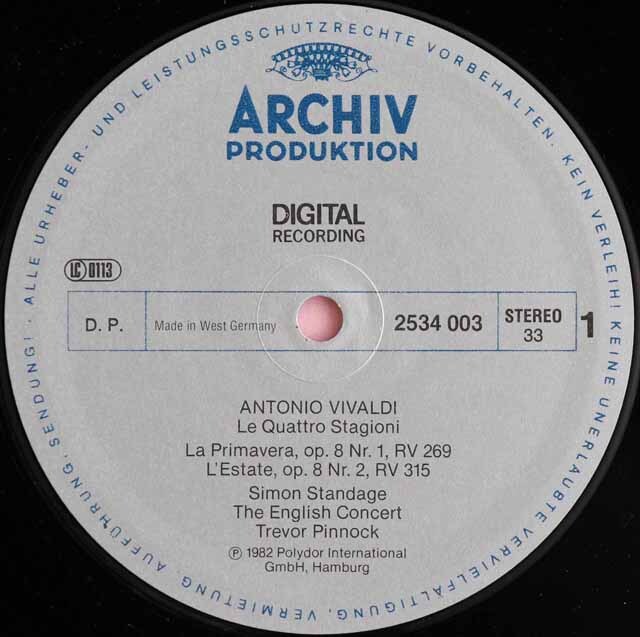 ALLE URHEBER- UND LEISTUNGSSCHUTZRECHTE VORBEHALTEN. KEIN VERLEIH! KEINE UNERLAUBTE VERVIELFÄLTIGUNG, VERMIETUNG, AUFFÜHRUNG, SENDUNG! ·
ARCHIV
PRODUKTION
DIGITAL
RECORDING
LC 0113
D. P.
Made in West Germany
2534 003
STEREO
33
1
ANTONIO VIVALDI
Le Quattro Stagioni
La Primavera, op. 8 Nr. 1, RV 269
L'Estate, op. 8 Nr. 2, RV 315
Simon Standage
The English Concert
Trevor Pinnock
Ⓟ 1982 Polydor International
GmbH, Hamburg